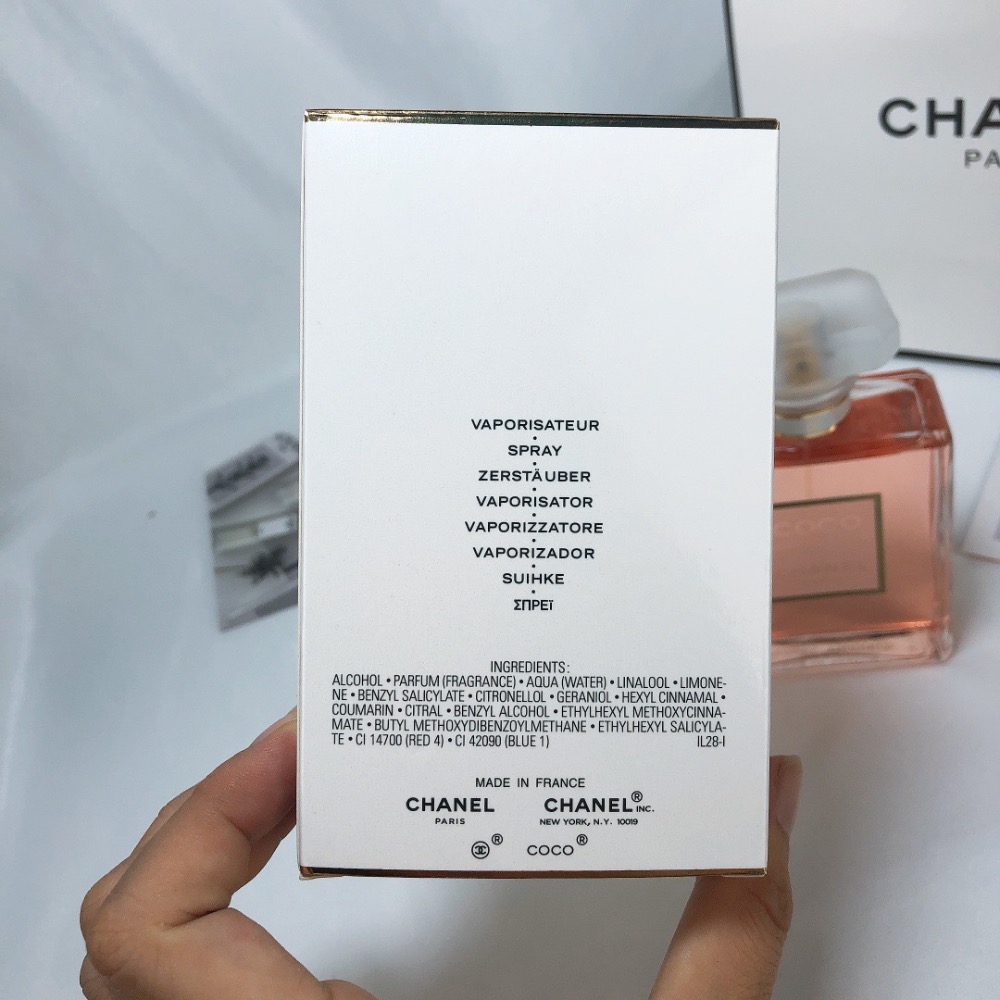 CHA
PA
VAPORISATEUR
•
SPRAY
•
ZERSTÄUBER
•
VAPORISATOR
•
VAPORIZZATORE
•
VAPORIZADOR
•
SUIHKE
•
ΣΠΡΕΪ
COCO
INGREDIENTS:
ALCOHOL • PARFUM (FRAGRANCE) • AQUA (WATER) • LINALOOL • LIMONE-
NE • BENZYL SALICYLATE • CITRONELLOL • GERANIOL • HEXYL CINNAMAL •
COUMARIN • CITRAL • BENZYL ALCOHOL • ETHYLHEXYL METHOXYCINNA-
MATE • BUTYL METHOXYDIBENZOYLMETHANE • ETHYLHEXYL SALICYLA-
TE • CI 14700 (RED 4) • CI 42090 (BLUE 1) IL28-I
MADE IN FRANCE
CHANEL CHANEL® INC.
PARIS NEW YORK, N.Y. 10019
® COCO®